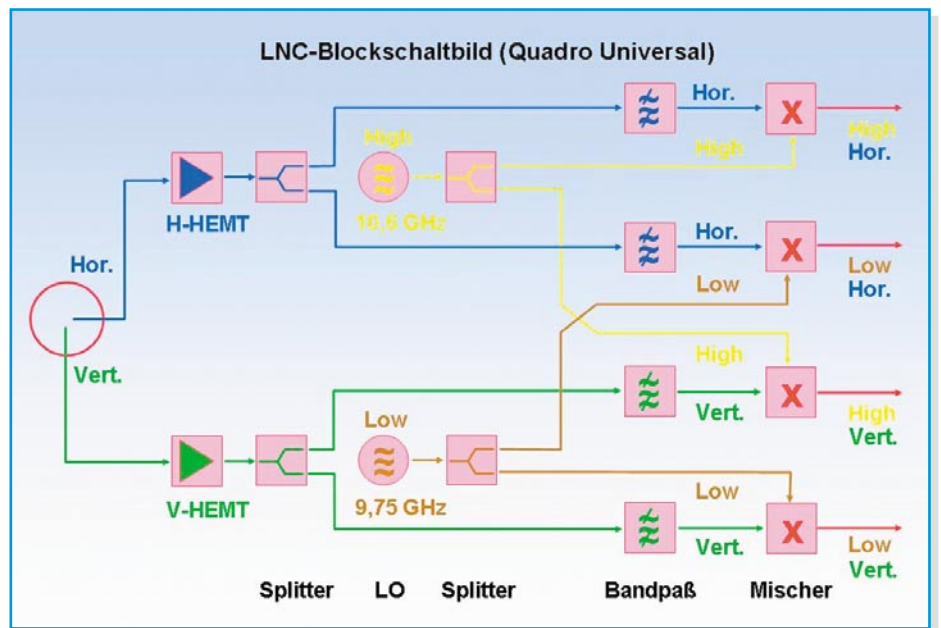 LNC-Blockschaltbild (Quadro Universal)
Hor.
X
High
High
Hor.
High
10,6 GHz
H-HEMT
Hor.
X
Low
Hor.
Low
Hor.
Vert.
High
X
High
Vert.
Vert.
Low
9,75 GHz
V-HEMT
Low
X
Low
Vert.
Vert.
Splitter
LO
Splitter
Bandpaß
Mischer